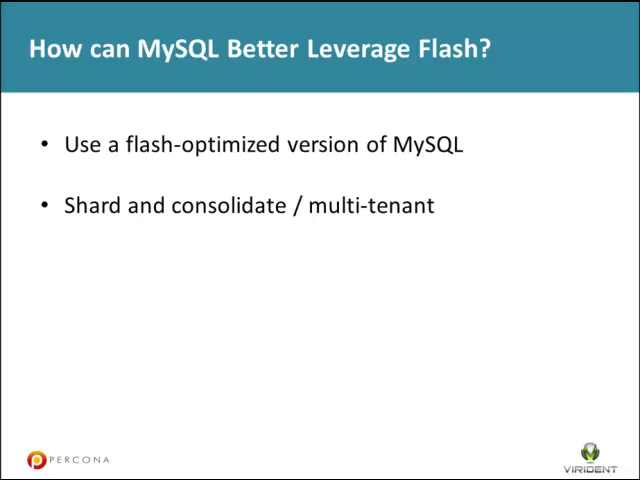 How can MySQL Better Leverage Flash?
• Use a flash-optimized version of MySQL
• Shard and consolidate / multi-tenant
PERCONA
VIRIDENT